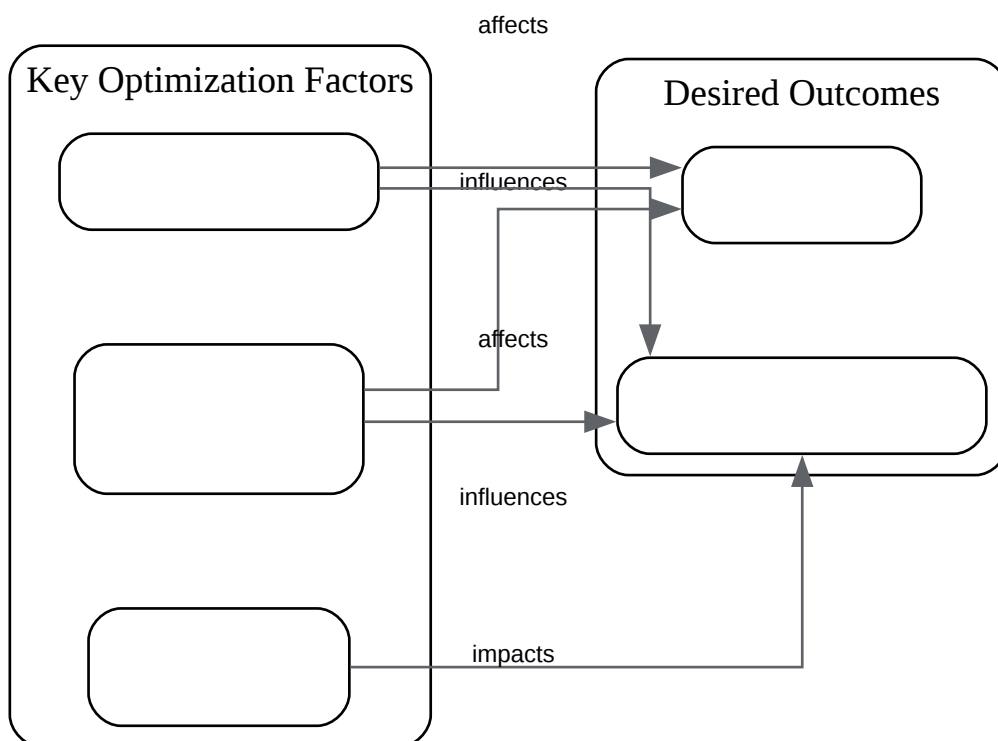 affects
Key Optimization Factors
Desired Outcomes
influences
affects
influences
impacts